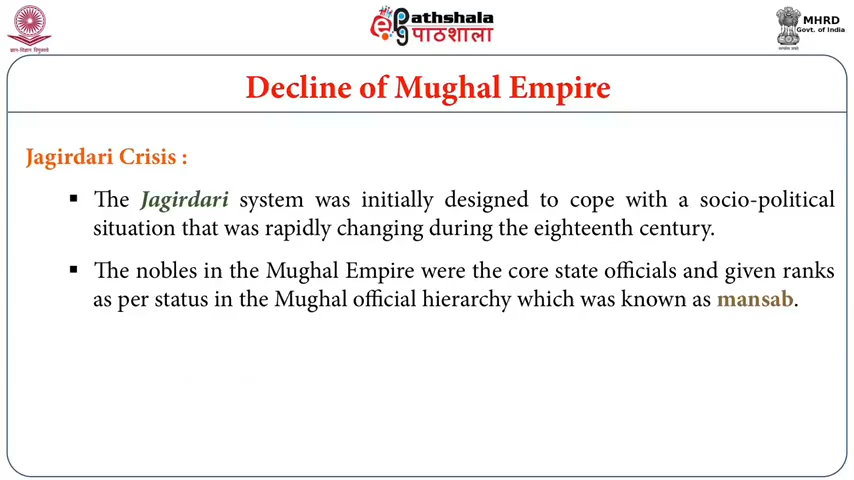 ePathshala
पाठशाला
MHRD
Govt. of India
Decline of Mughal Empire
Jagirdari Crisis :
▪ The Jagirdari system was initially designed to cope with a socio-political
situation that was rapidly changing during the eighteenth century.
▪ The nobles in the Mughal Empire were the core state officials and given ranks
as per status in the Mughal official hierarchy which was known as mansab.